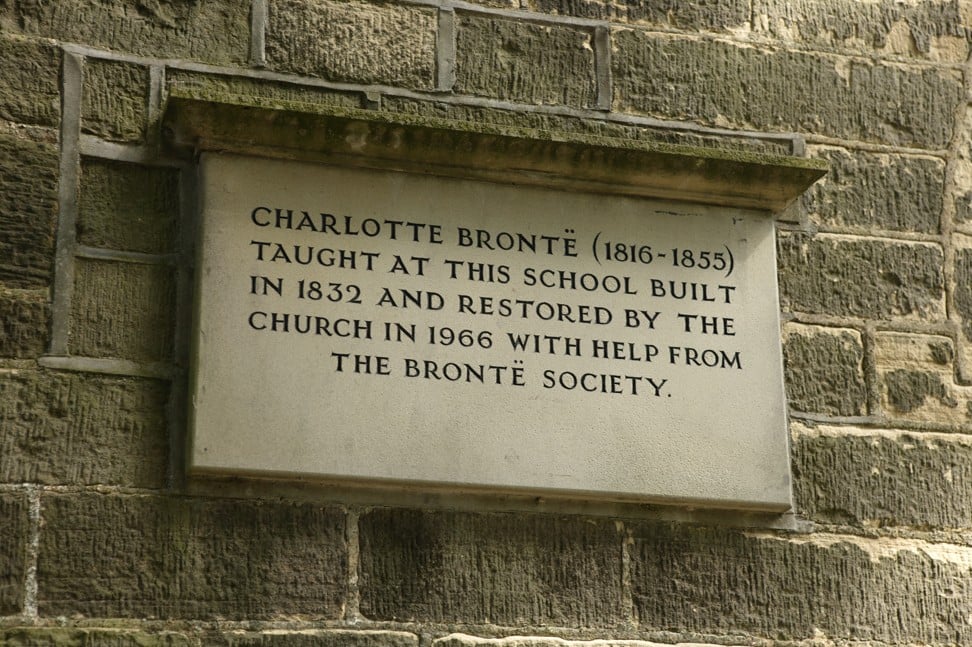 CHARLOTTE BRONTË (1816-1855)
TAUGHT AT THIS SCHOOL BUILT
IN 1832 AND RESTORED BY THE
CHURCH IN 1966 WITH HELP FROM
THE BRONTË SOCIETY.